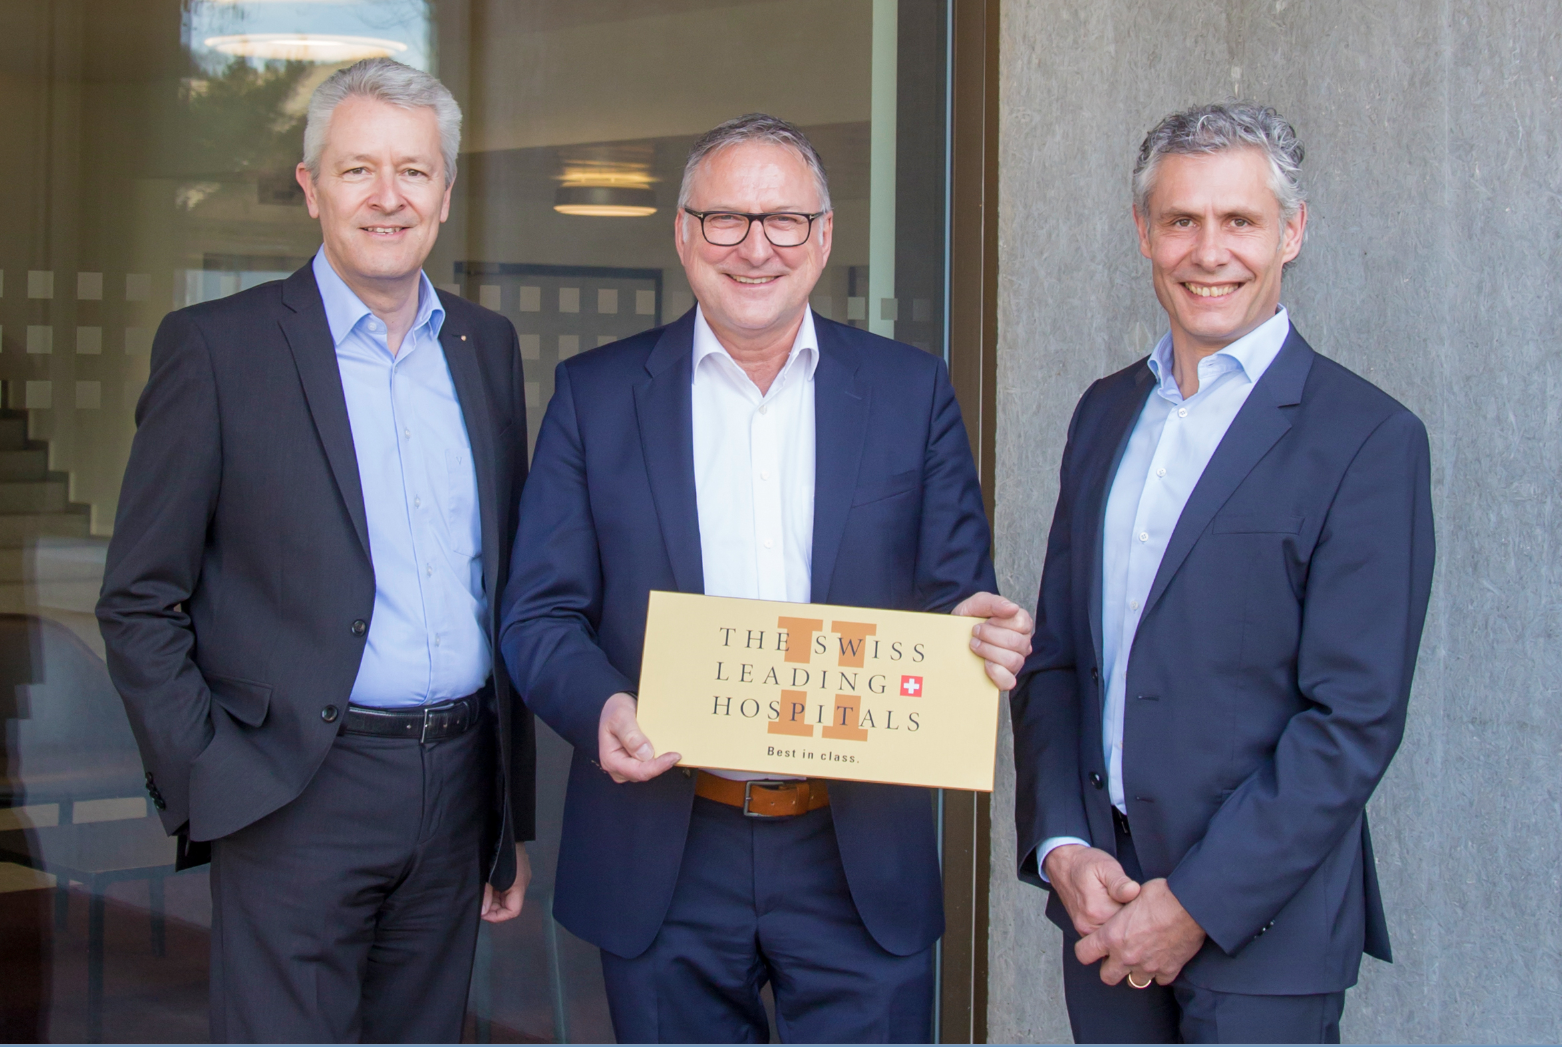 THE SWISS
LEADING
HOSPITALS
Best in class.